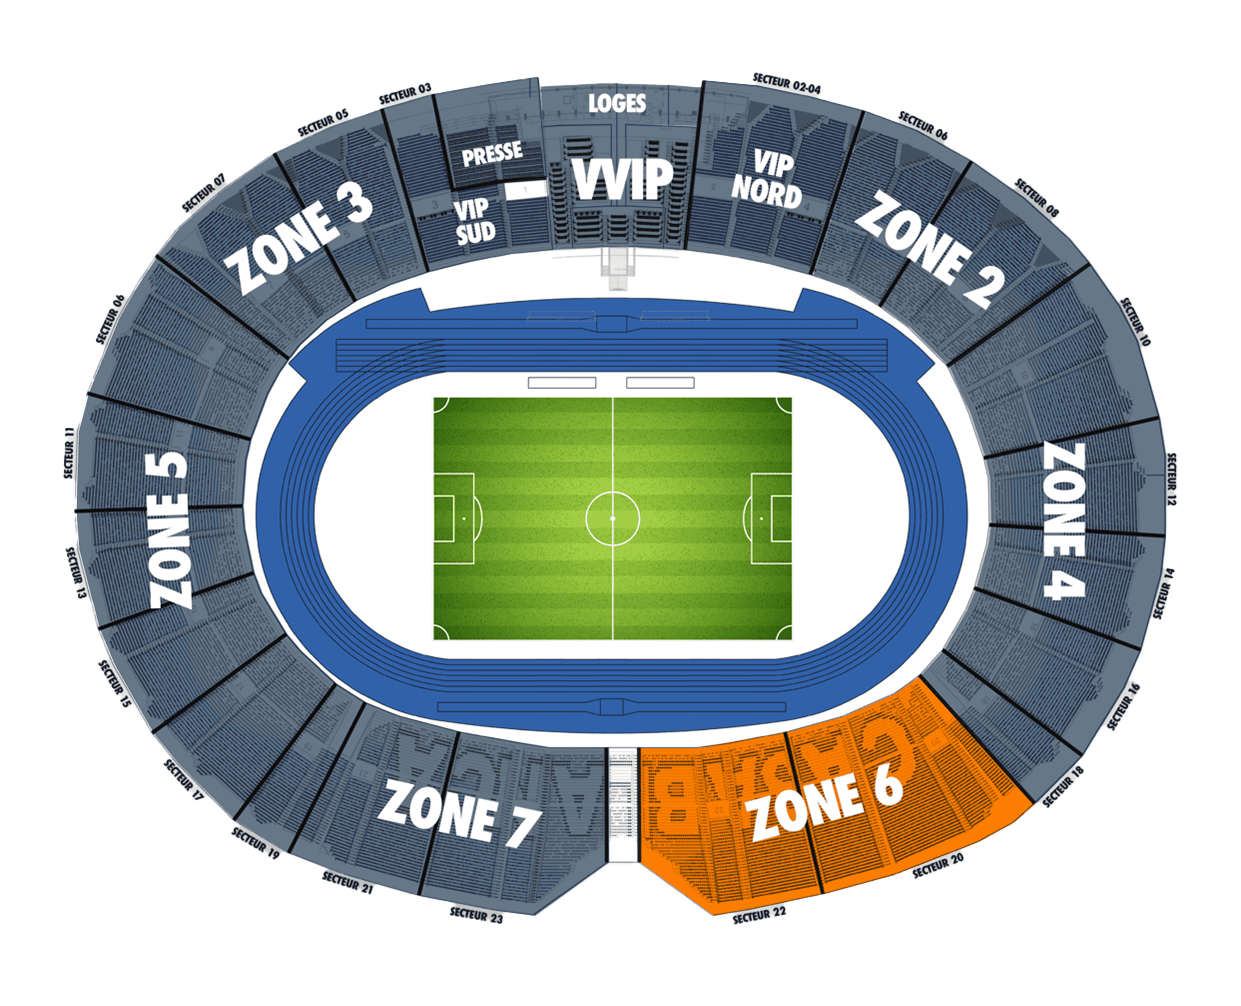 SECTEUR 02-04
SECTEUR 03
LOGES
SECTEUR 05
SECTEUR 06
PRESSE
VVIP
VIP
NORD
SECTEUR 07
SECTEUR 08
ZONE 3
VIP
SUD
ZONE 2
SECTEUR 06
SECTEUR 10
SECTEUR 11
ZONE 5
ZONE 4
SECTEUR 12
SECTEUR 13
SECTEUR 14
SECTEUR 15
SECTEUR 16
SECTEUR 17
ZONE 7
ZONE 6
SECTEUR 18
SECTEUR 19
SECTEUR 20
SECTEUR 21
SECTEUR 22
SECTEUR 23